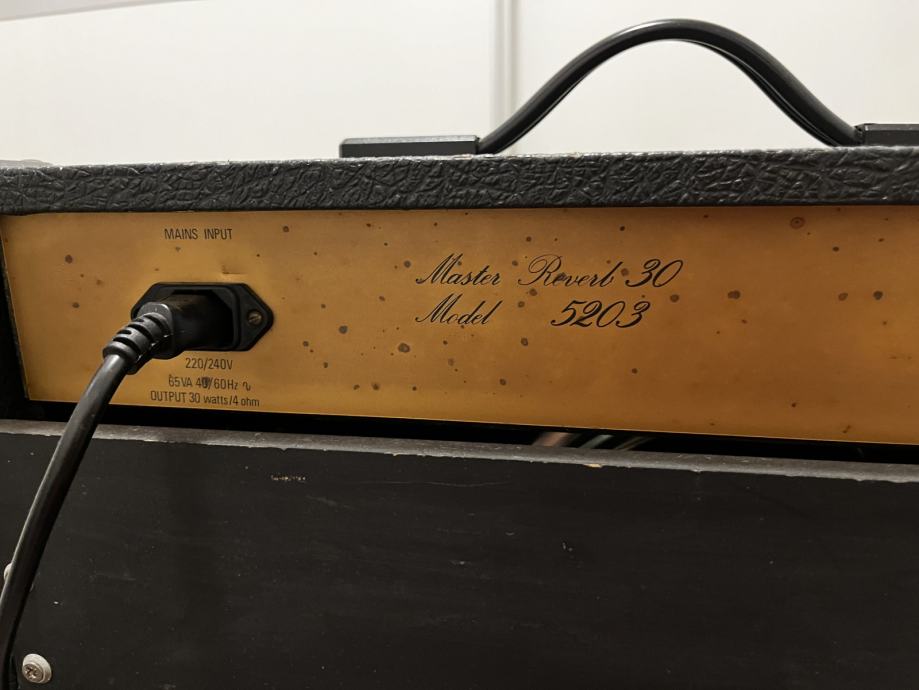 MAINS INPUT
Master Reverb 30
Model 5203
220/240V
65VA 40/60Hz ∿
OUTPUT 30 watts/4 ohm